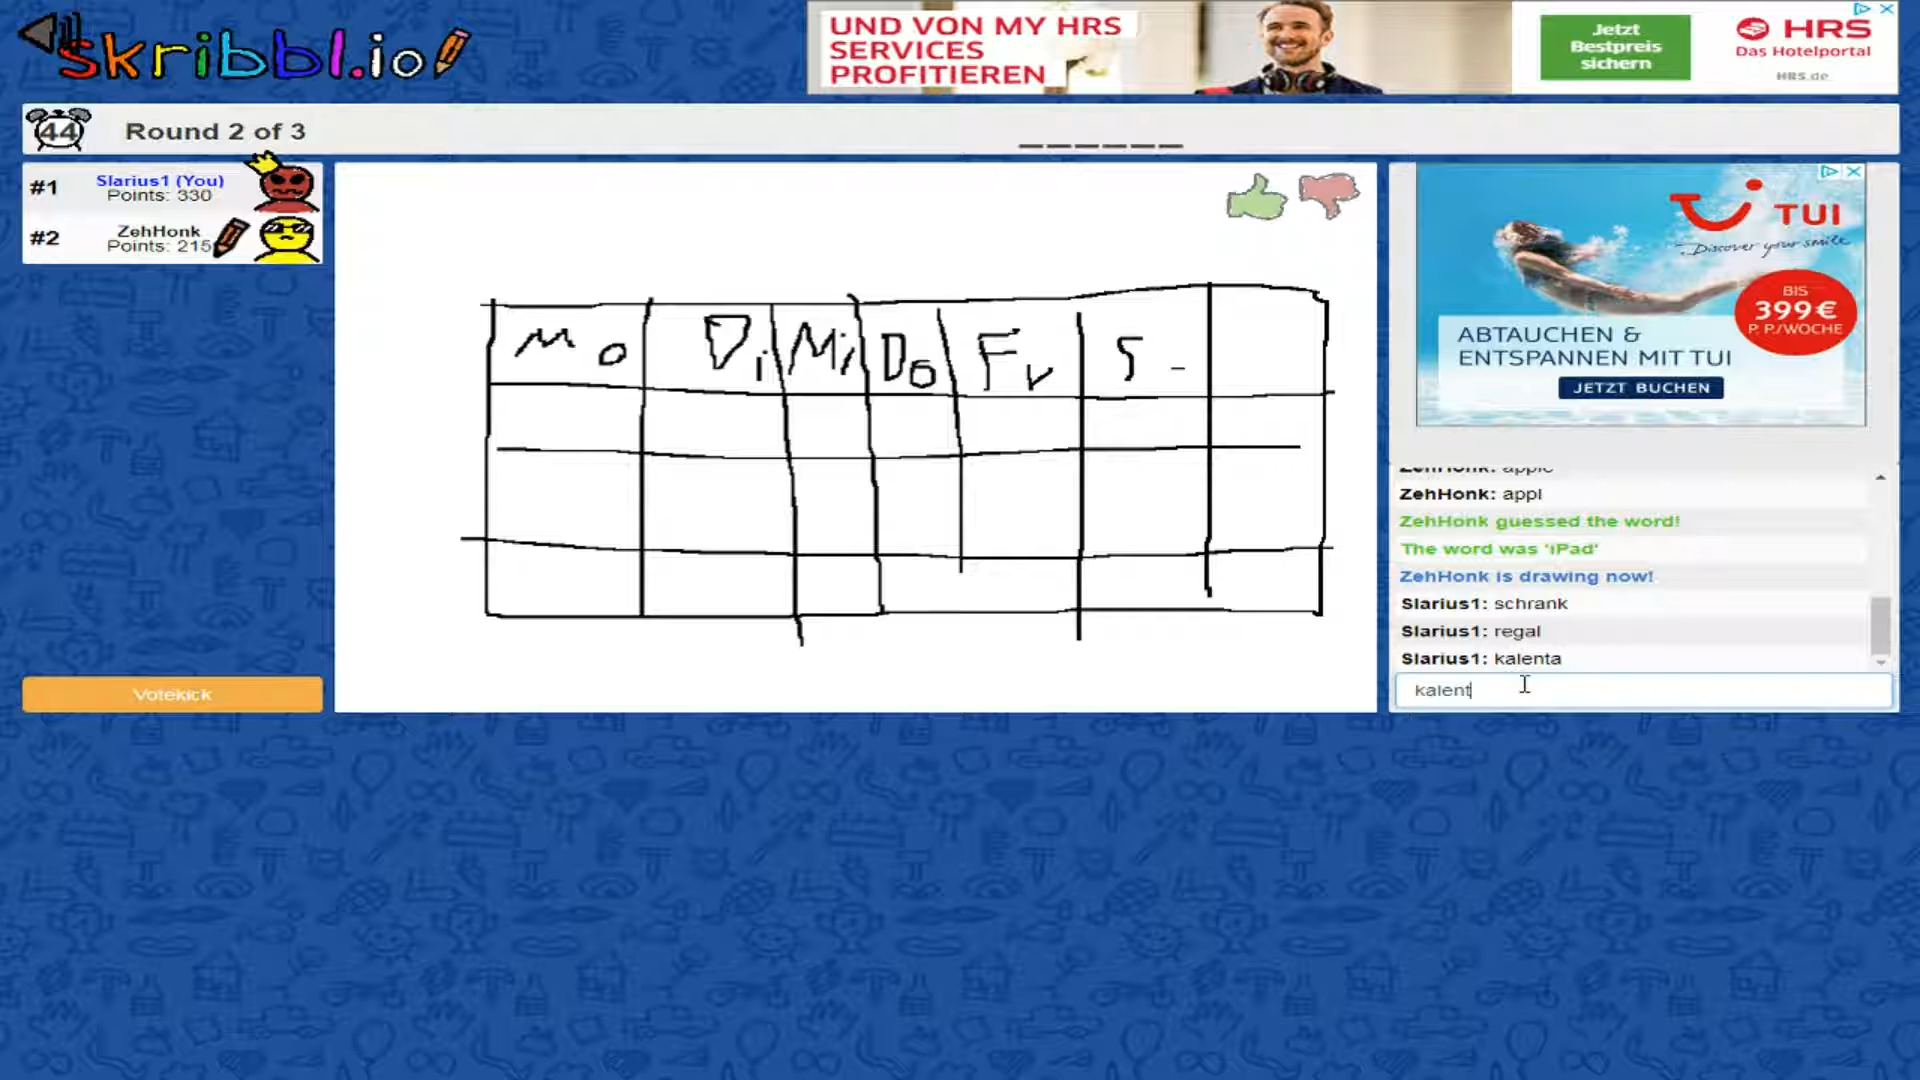 skribbl.io
UND VON MY HRS
SERVICES
PROFITIEREN
Jetzt
Bestpreis
sichern
HRS
Das Hotelportal
HRS.de
44
Round 2 of 3
______
#1
Slarius1 (You)
Points: 330
#2
ZehHonk
Points: 215
Mo Di Mi Do Fr S -
TUI
Discover your smile
BIS
399€
P. P./WOCHE
ABTAUCHEN &
ENTSPANNEN MIT TUI
JETZT BUCHEN
ZehHonk: apple
ZehHonk: appl
ZehHonk guessed the word!
The word was 'iPad'
ZehHonk is drawing now!
Slarius1: schrank
Slarius1: regal
Slarius1: kalenta
kalent
Votekick